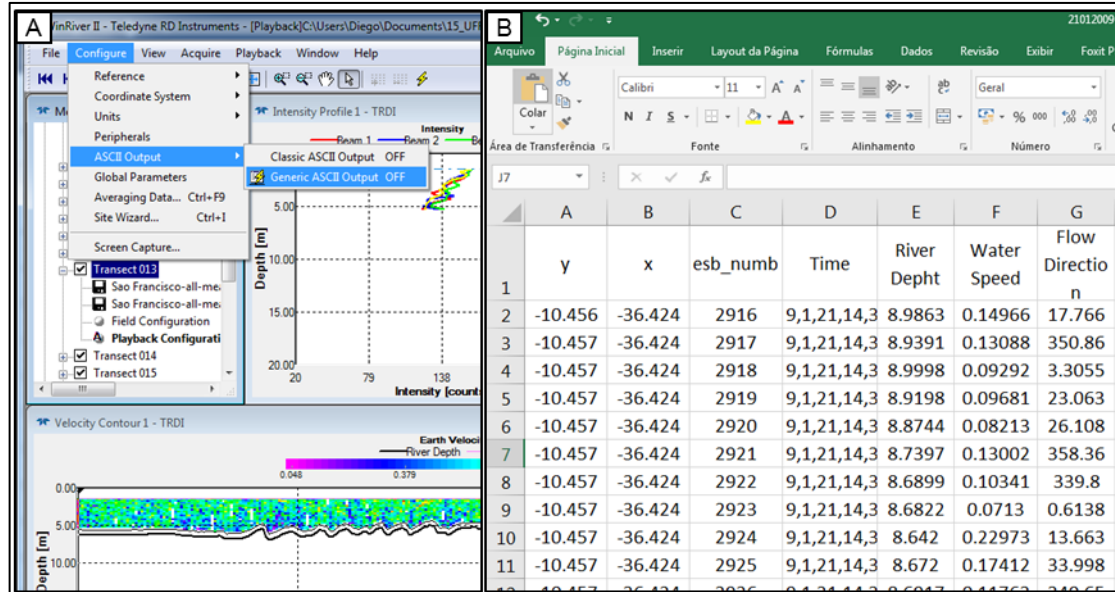 A
WinRiver II - Teledyne RD Instruments - [Playback]C:\Users\Diego\Documents\15_UF
File Configure View Acquire Playback Window Help
Reference
Coordinate System
Units
Peripherals
ASCII Output
Global Parameters
Averaging Data... Ctrl+F9
Site Wizard... Ctrl+I
Screen Capture...
Classic ASCII Output OFF
Generic ASCII Output OFF
Transect 013
Sao Francisco-all-me
Sao Francisco-all-me
Field Configuration
Playback Configurati
Transect 014
Transect 015
Intensity Profile 1 - TRDI
Intensity
Beam 1 Beam 2
Depth [m]
5.00
10.00
15.00
20.00
20 79 138
Intensity [count
Velocity Contour 1 - TRDI
Earth Veloci
River Depth
0.048 0.379
0.00
5.00
10.00
Depth [m]
B
21012009
Arquivo Página Inicial Inserir Layout da Página Fórmulas Dados Revisão Exibir Foxit P
Colar
Calibri 11 A A
N I S A
ab
Geral
% 000
Área de Transferência Fonte Alinhamento Númer
J7 fx
A B C D E F G
1 y x esb_numb Time River Depht Water Speed Flow Direction
2 -10.456 -36.424 2916 9,1,21,14,3 8.9863 0.14966 17.766
3 -10.457 -36.424 2917 9,1,21,14,3 8.9391 0.13088 350.86
4 -10.457 -36.424 2918 9,1,21,14,3 8.9998 0.09292 3.3055
5 -10.457 -36.424 2919 9,1,21,14,3 8.9198 0.09681 23.063
6 -10.457 -36.424 2920 9,1,21,14,3 8.8744 0.08213 26.108
7 -10.457 -36.424 2921 9,1,21,14,3 8.7397 0.13002 358.36
8 -10.457 -36.424 2922 9,1,21,14,3 8.6899 0.10341 339.8
9 -10.457 -36.424 2923 9,1,21,14,3 8.6822 0.0713 0.6138
10 -10.457 -36.424 2924 9,1,21,14,3 8.642 0.22973 13.663
11 -10.457 -36.424 2925 9,1,21,14,3 8.672 0.17412 33.998